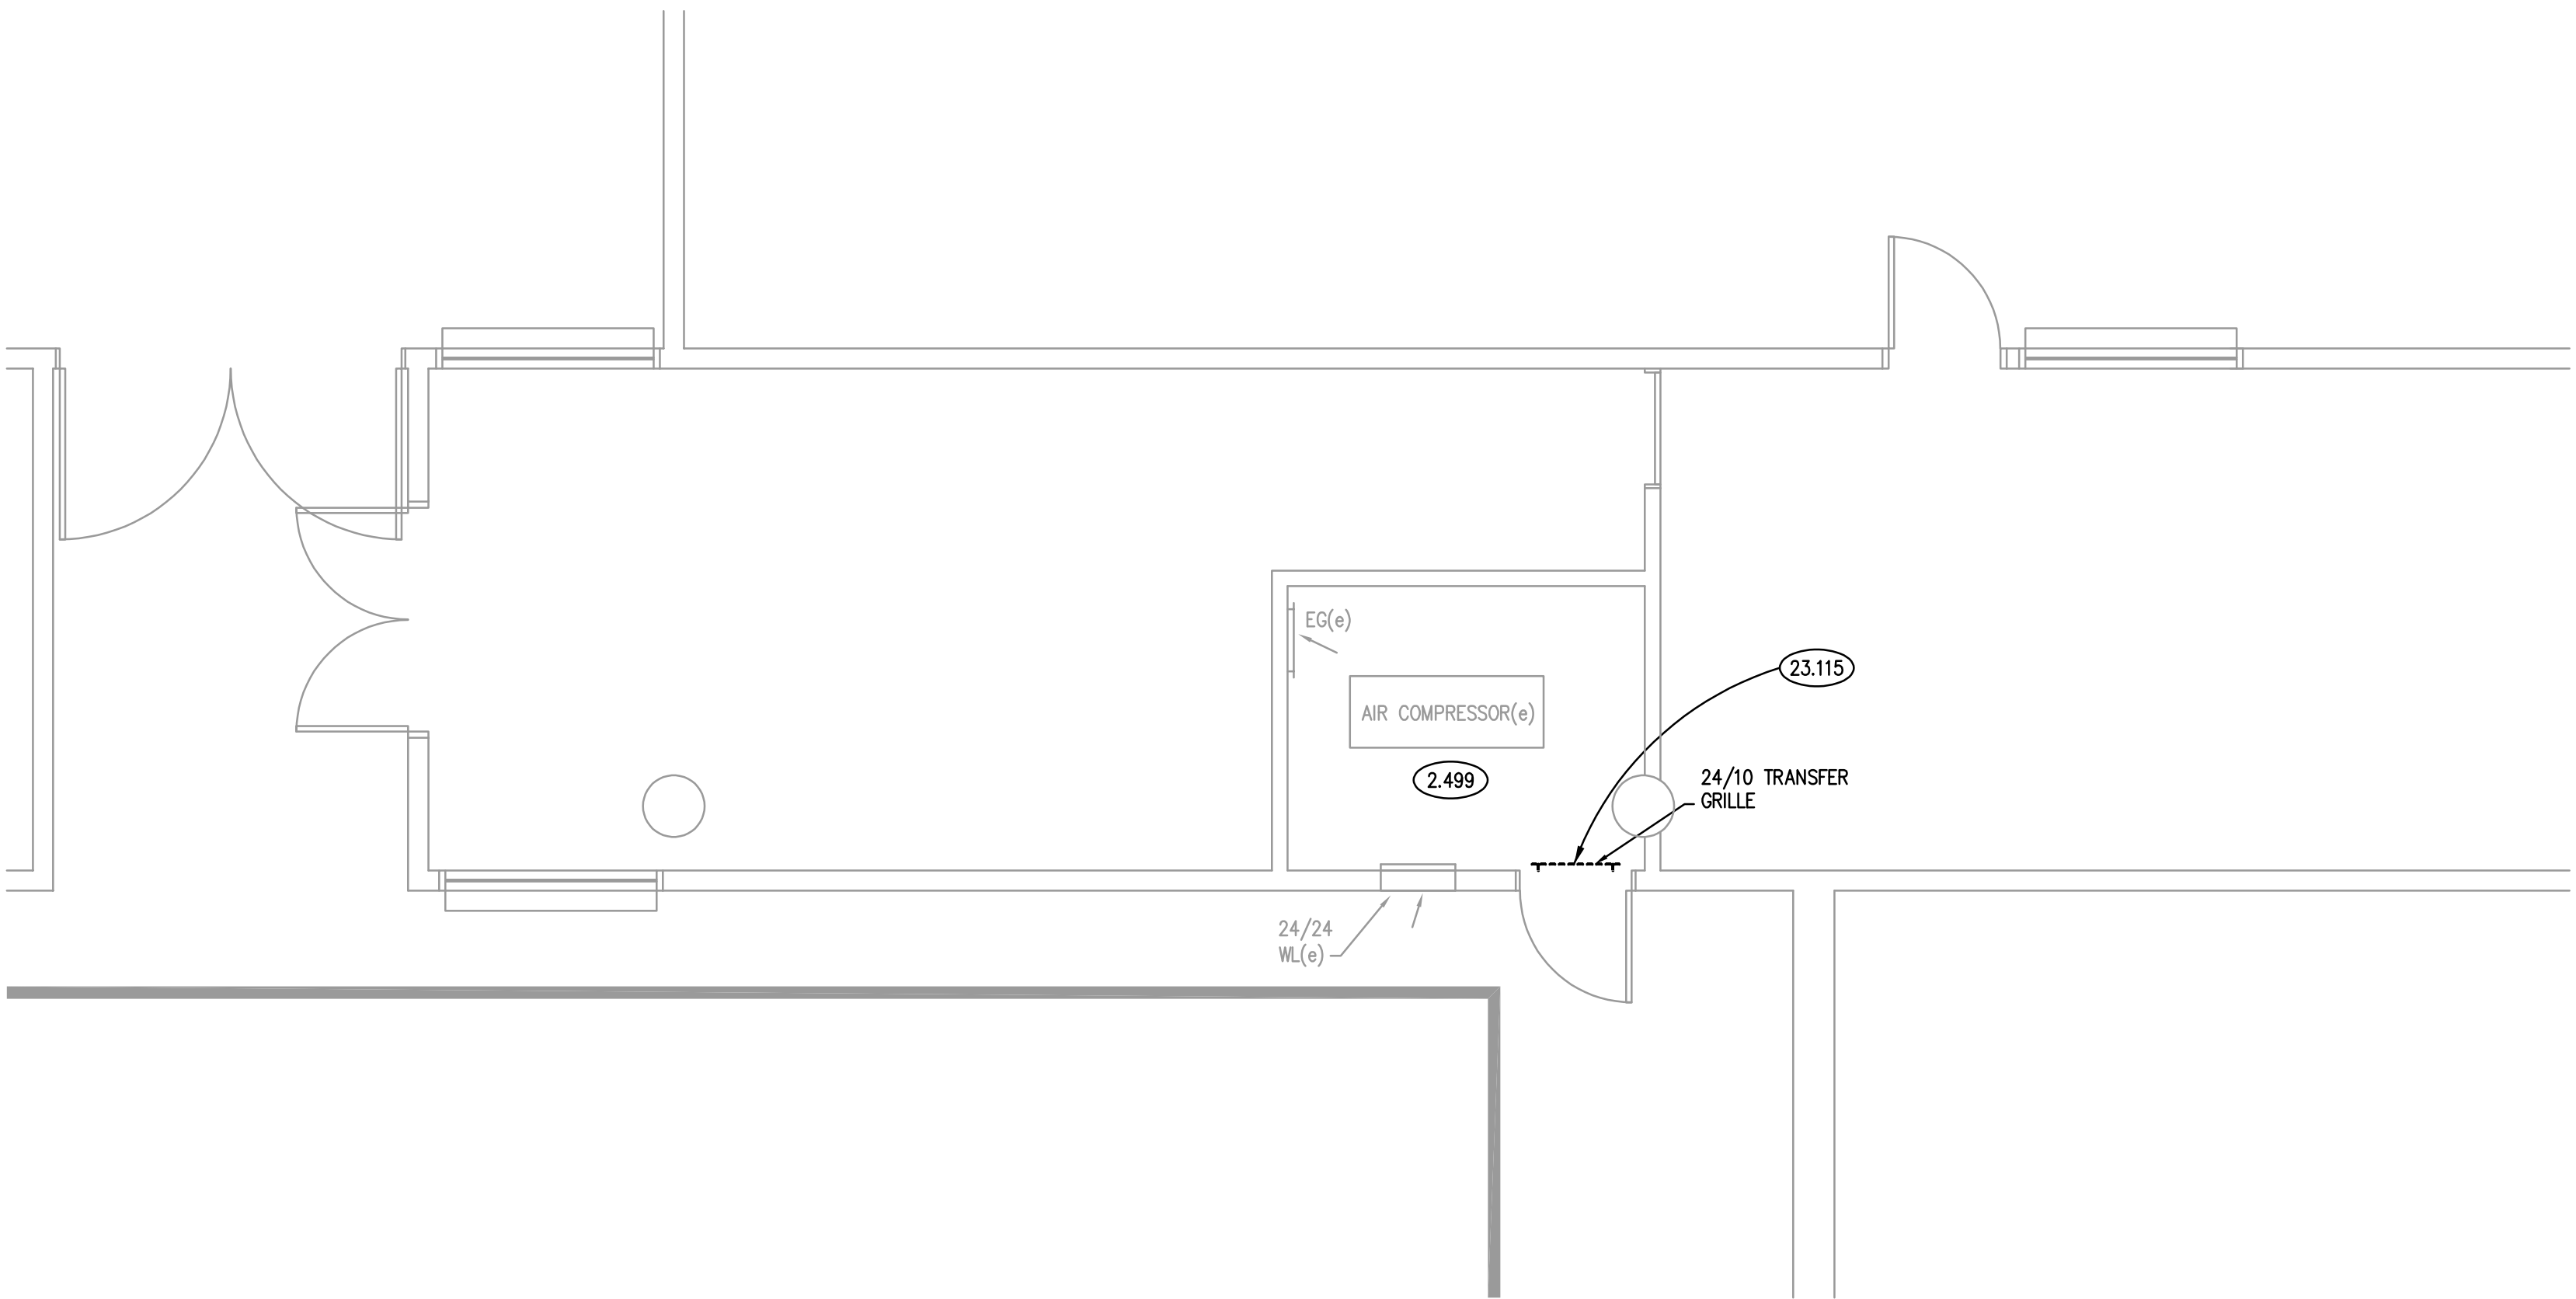 EG(e)
23.115
AIR COMPRESSOR(e)
2.499
24/10 TRANSFER
GRILLE
24/24
WL(e)